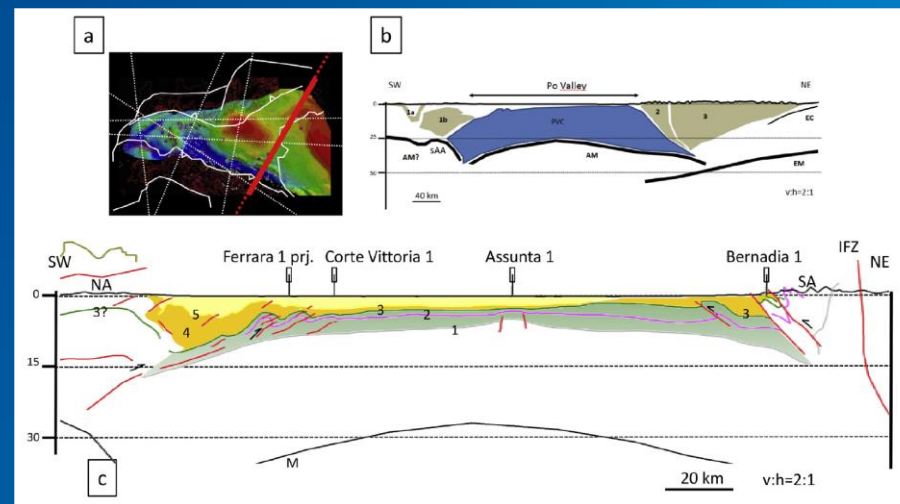 a
b
SW
Po Valley
NE
0
1a
1b
PVC
2
3
EC
25
AM?
SAA
AM
EM
50
40 km
v:h=2:1
Ferrara 1 prj.
Corte Vittoria 1
Assunta 1
Bernadia 1
IFZ
SW
NA
SA
NE
0
3?
5
4
3
2
1
3
15
30
M
c
20 km
v:h=2:1